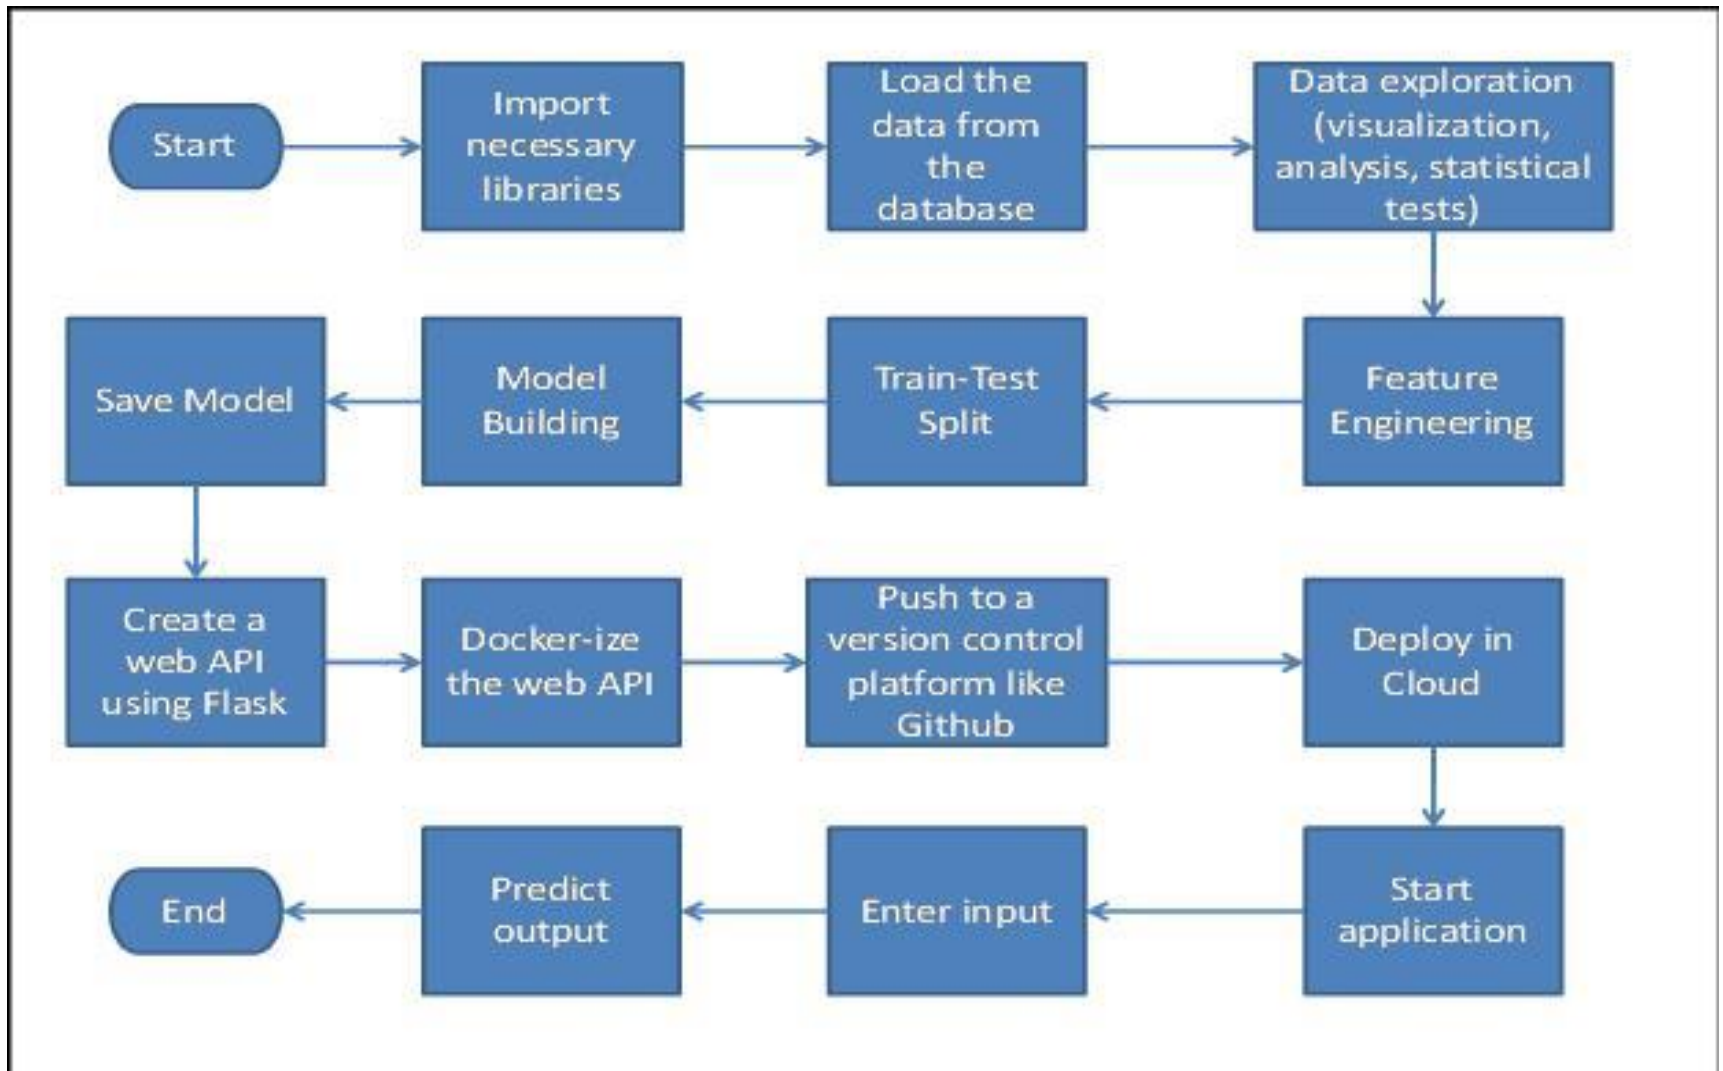 Start
Import
necessary
libraries
Load the
data from
the
database
Data exploration
(visualization,
analysis, statistical
tests)
Feature
Engineering
Train-Test
Split
Model
Building
Save Model
Create a
web API
using Flask
Docker-ize
the web API
Push to a
version control
platform like
Github
Deploy in
Cloud
Start
application
Enter input
Predict
output
End